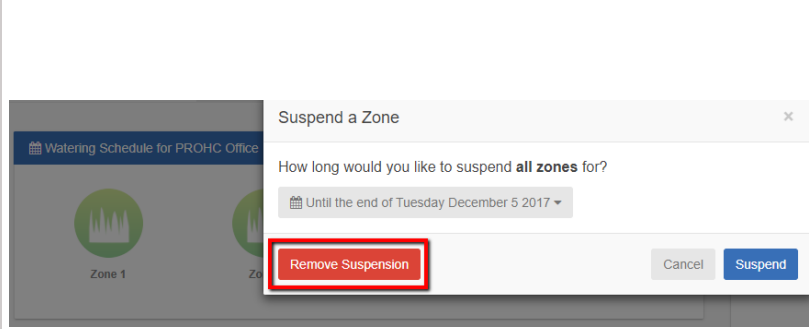 Suspend a Zone ×
Watering Schedule for PROHC Office
How long would you like to suspend all zones for?
Until the end of Tuesday December 5 2017
Remove Suspension Cancel Suspend
Zone 1